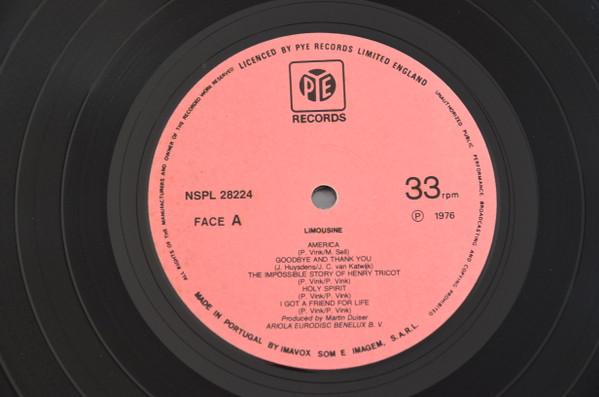 ALL RIGHTS OF THE MANUFACTURERS AND OWNER OF THE RECORDED WORK RESERVED
LICENCED BY PYE RECORDS LIMITED ENGLAND
UNAUTHORIZED PUBLIC PERFORMANCE BROADCASTING AND COPYING PROHIBITED
PYE
RECORDS
NSPL 28224
FACE A
33 rpm
Ⓟ 1976
LIMOUSINE
AMERICA
(P. Vink/M. Sell)
GOODBYE AND THANK YOU
(J. Huysdens/J. C. van Katwijk)
THE IMPOSSIBLE STORY OF HENRY TRICOT
(P. Vink/P. Vink)
HOLY SPIRIT
(P. Vink/P. Vink)
I GOT A FRIEND FOR LIFE
(P. Vink/P. Vink)
Produced by Martin Duiser
ARIOLA EURODISC BENELUX B. V
MADE IN PORTUGAL BY IMAVOX SOM E IMAGEM, S.A.R.L.